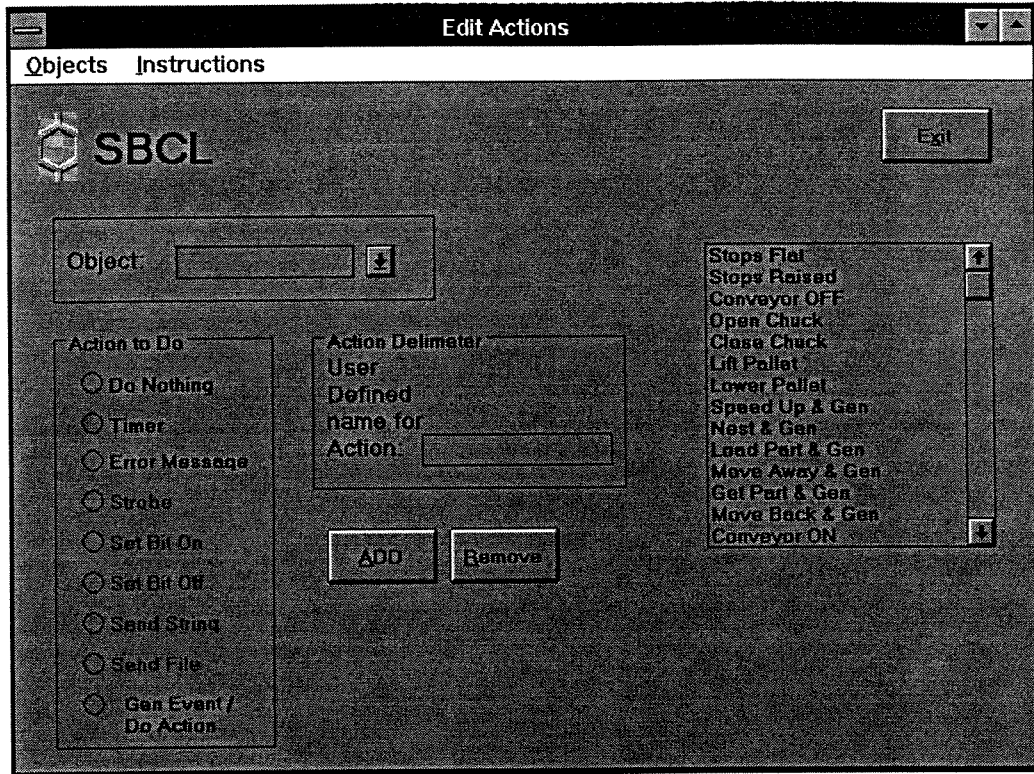 Edit Actions
Objects Instructions
SBCL
Exit
Object:
Action to Do
Do Nothing
Timer
Error Message
Strobe
Set Bit On
Set Bit Off
Send String
Send File
Gen Event /
Do Action
Action Delimeter
User
Defined
name for
Action:
ADD
Remove
Stops Flat
Stops Raised
Conveyor OFF
Open Chuck
Close Chuck
Lift Pallet
Lower Pallet
Speed Up & Gen
Nest & Gen
Load Part & Gen
Move Away & Gen
Get Part & Gen
Move Back & Gen
Conveyor ON